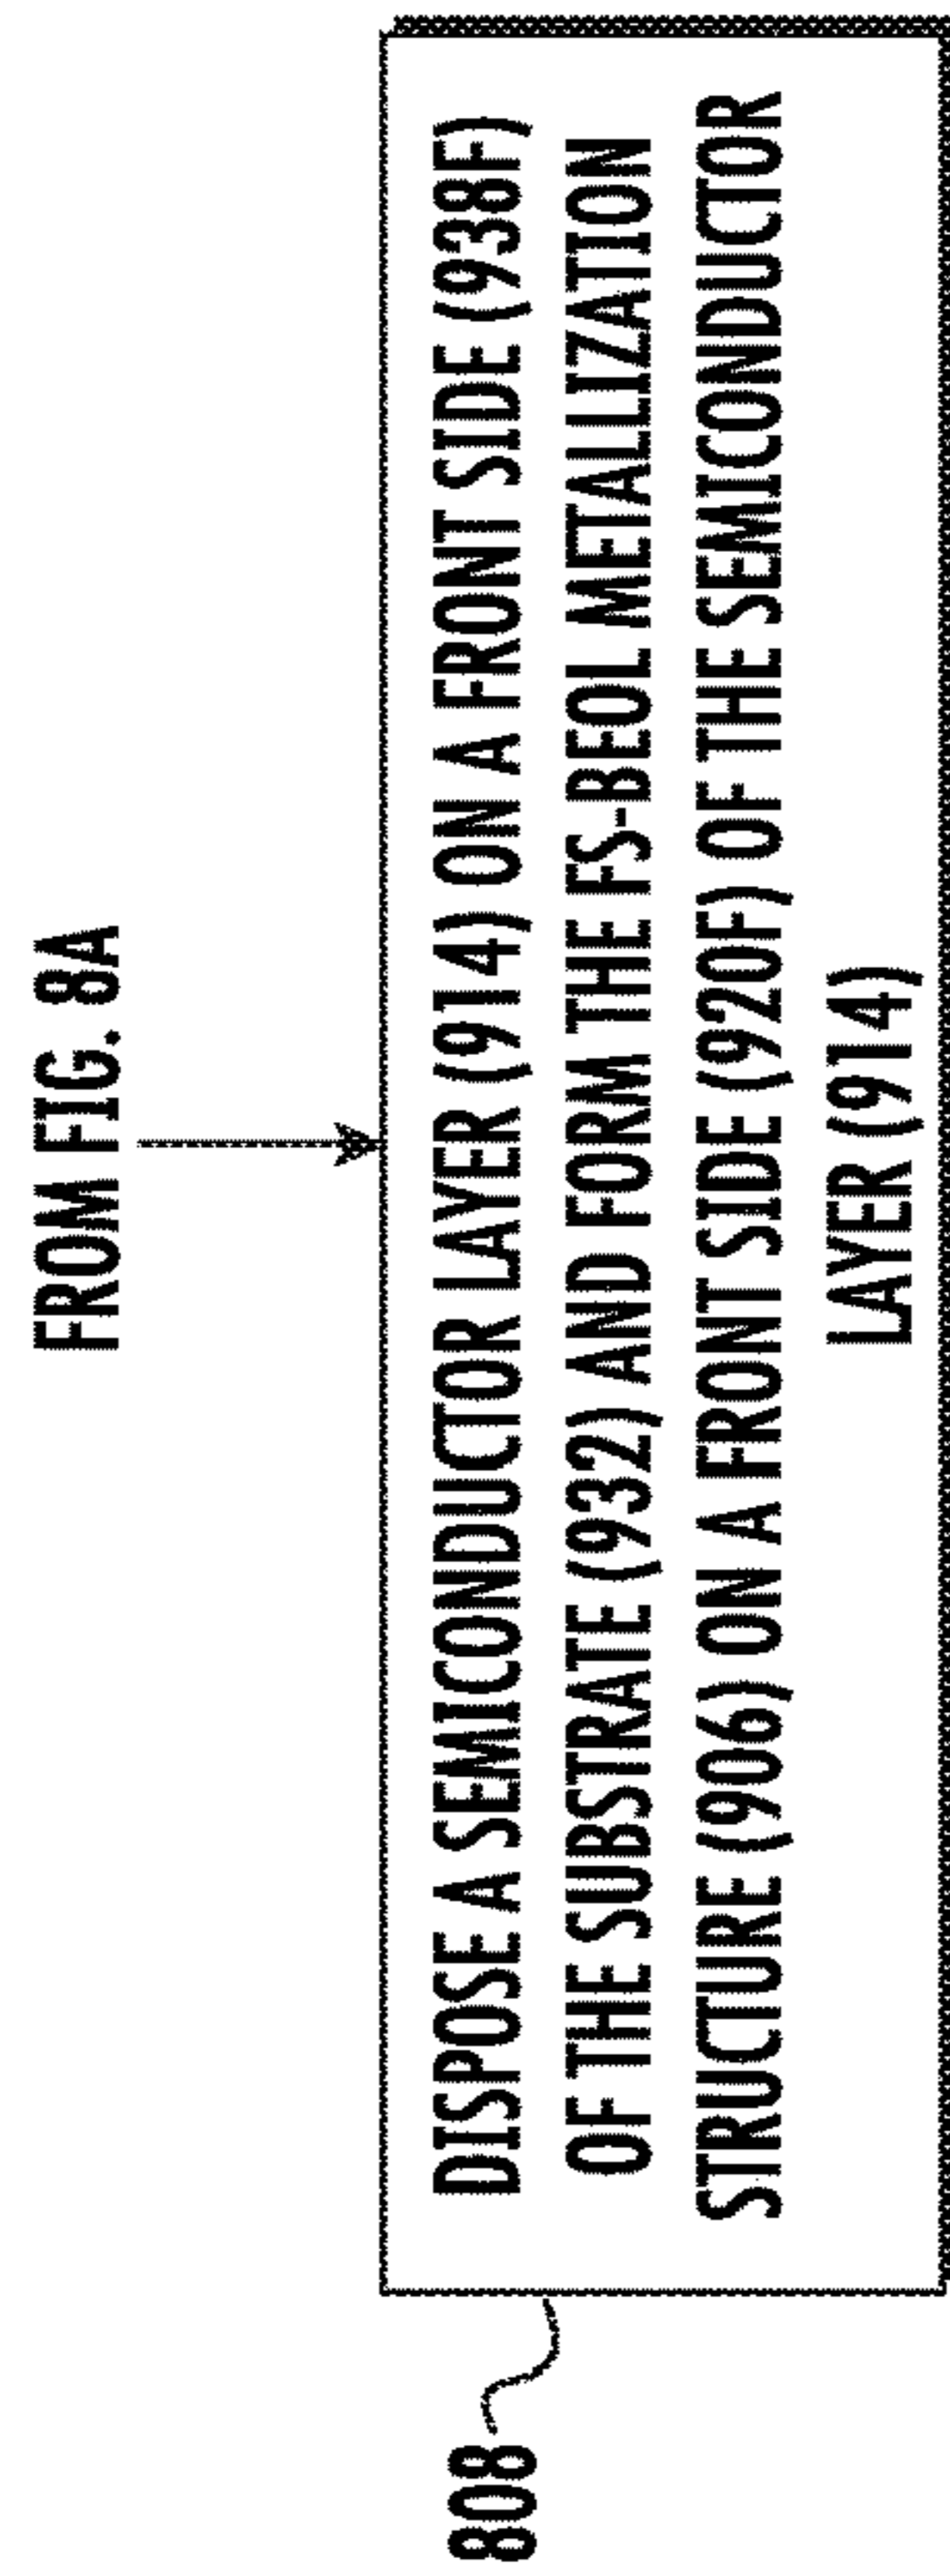 FROM FIG. 8A
DISPOSE A SEMICONDUCTOR LAYER (914) ON A FRONT SIDE (938F)
OF THE SUBSTRATE (932) AND FORM THE FS-BEOL METALLIZATION
STRUCTURE (906) ON A FRONT SIDE (920F) OF THE SEMICONDUCTOR
LAYER (914)
808